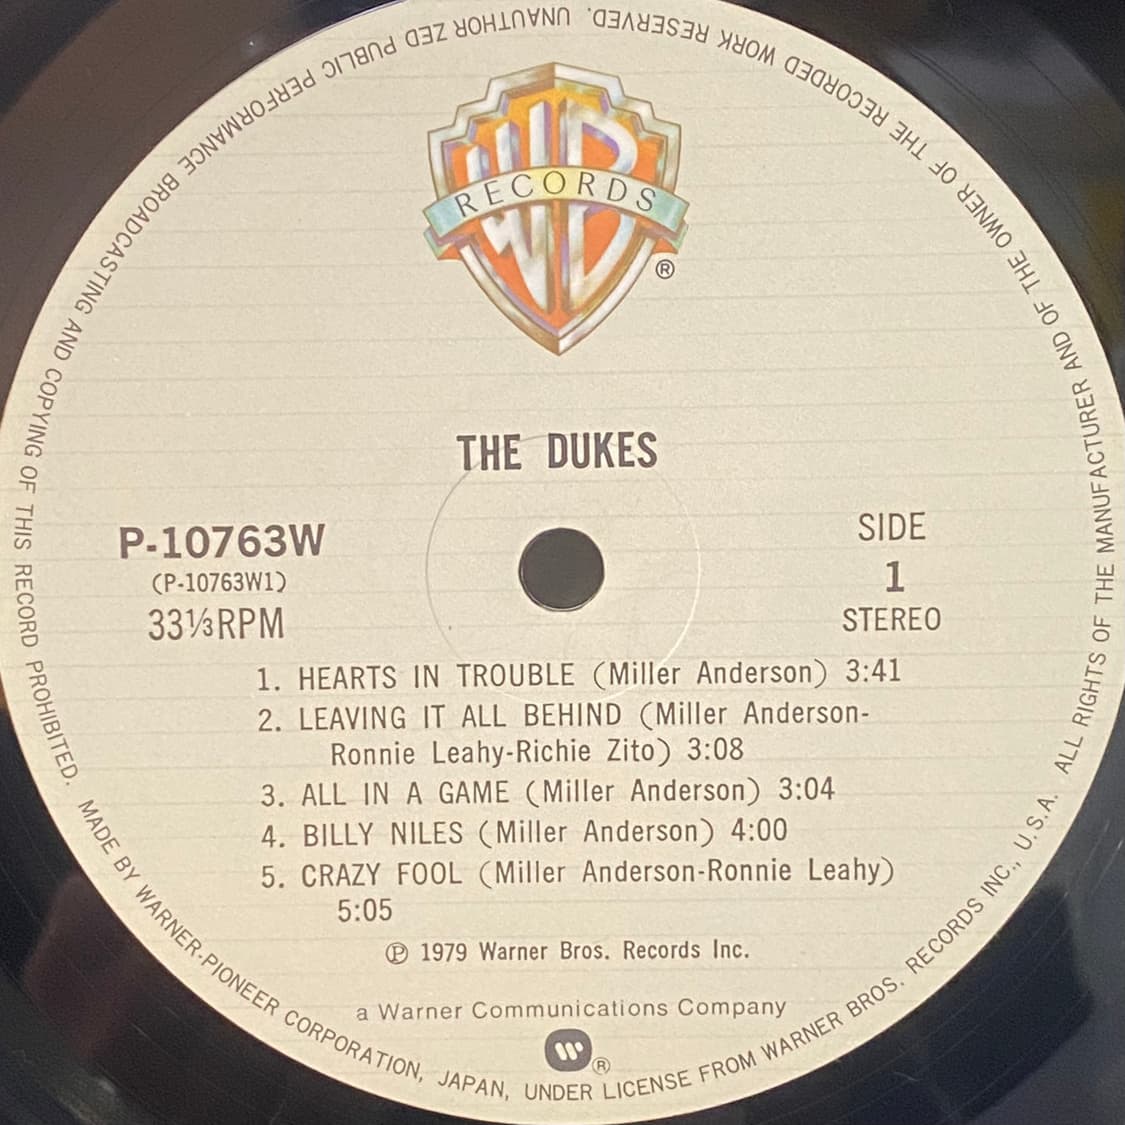 WB
RECORDS
®
THE DUKES
P-10763W
(P-10763W1)
33⅓RPM
SIDE
1
STEREO
1. HEARTS IN TROUBLE (Miller Anderson) 3:41
2. LEAVING IT ALL BEHIND (Miller Anderson-
Ronnie Leahy-Richie Zito) 3:08
3. ALL IN A GAME (Miller Anderson) 3:04
4. BILLY NILES (Miller Anderson) 4:00
5. CRAZY FOOL (Miller Anderson-Ronnie Leahy)
5:05
℗ 1979 Warner Bros. Records Inc.
a Warner Communications Company
®
MADE BY WARNER-PIONEER CORPORATION, JAPAN, UNDER LICENSE FROM WARNER BROS. RECORDS INC., U.S.A. ALL RIGHTS OF THE MANUFACTURER AND OF THE OWNER OF THE RECORDED WORK RESERVED. UNAUTHOR ZED PUBLIC PERFORMANCE BROADCASTING AND COPYING OF THIS RECORD PROHIBITED.